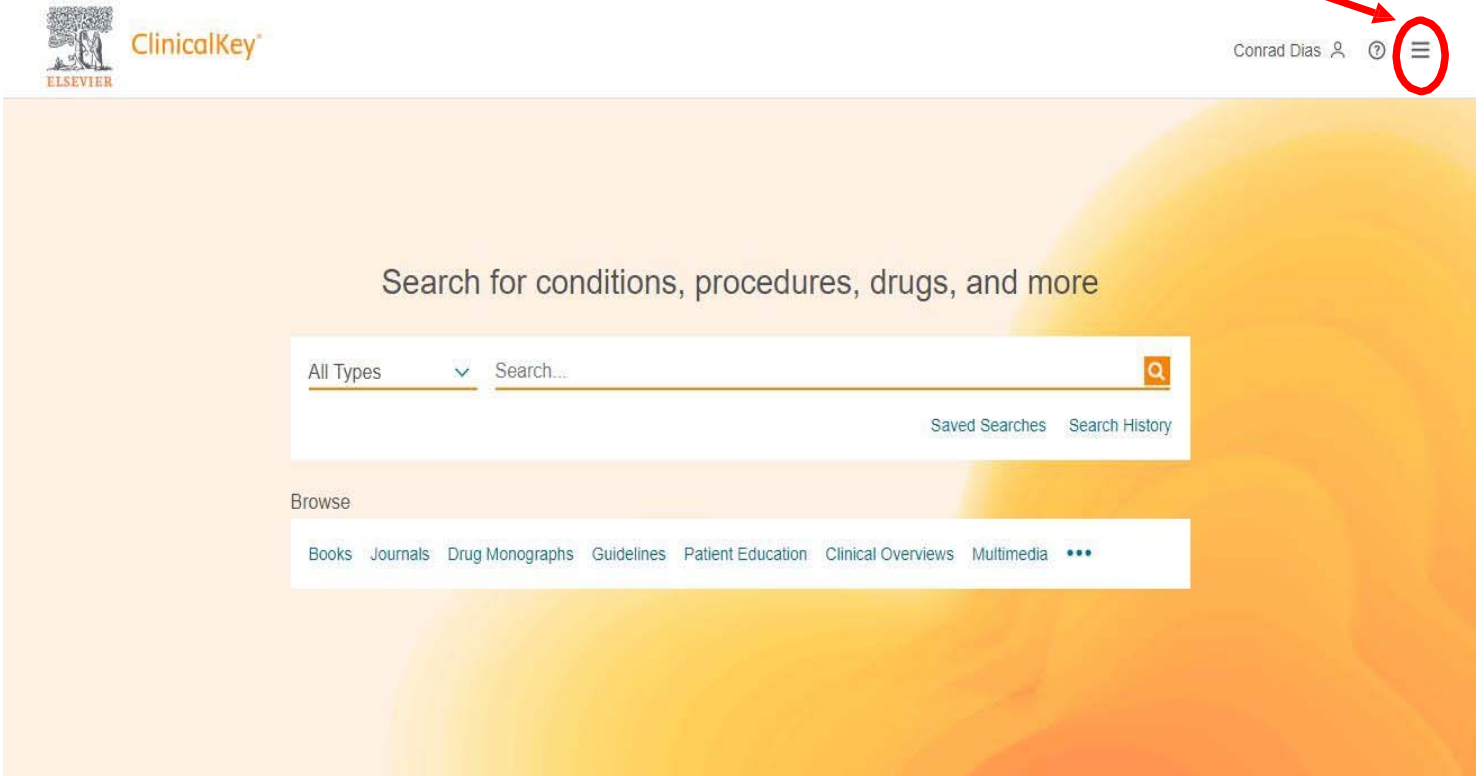 ELSEVIER
ClinicalKey®
Conrad Dias
Search for conditions, procedures, drugs, and more
All Types Search...
Saved Searches Search History
Browse
Books Journals Drug Monographs Guidelines Patient Education Clinical Overviews Multimedia •••